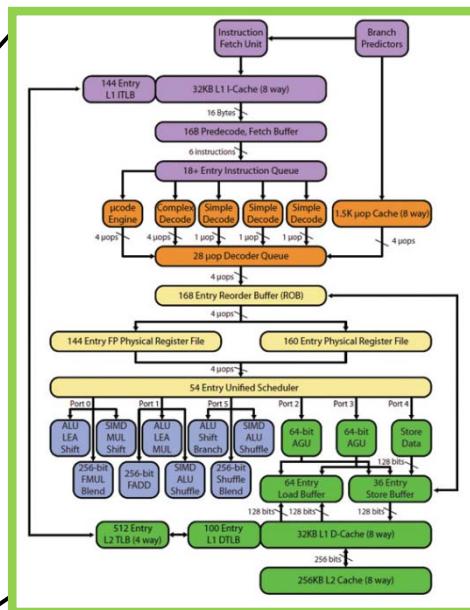 Instruction
Fetch Unit
Branch
Predictors
144 Entry
L1 ITLB
32KB L1 I-Cache (8 way)
16 Bytes
16B Predecode, Fetch Buffer
6 instructions
18+ Entry Instruction Queue
µcode
Engine
Complex
Decode
Simple
Decode
Simple
Decode
Simple
Decode
1.5K µop Cache (8 way)
4 µops
4 µops
1 µop
1 µop
1 µop
4 µops
28 µop Decoder Queue
4 µops
168 Entry Reorder Buffer (ROB)
4 µops
144 Entry FP Physical Register File
160 Entry Physical Register File
4 µops
54 Entry Unified Scheduler
Port 0
Port 1
Port 5
Port 2
Port 3
Port 4
ALU
LEA
Shift
SIMD
MUL
Shift
ALU
LEA
MUL
ALU
Shift
Branch
SIMD
ALU
Shuffle
64-bit
AGU
64-bit
AGU
Store
Data
256-bit
FMUL
Blend
256-bit
FADD
SIMD
ALU
Shuffle
256-bit
Shuffle
Blend
128 bits
64 Entry
Load Buffer
36 Entry
Store Buffer
128 bits
128 bits
128 bits
512 Entry
L2 TLB (4 way)
100 Entry
L1 DTLB
32KB L1 D-Cache (8 way)
256 bits
256KB L2 Cache (8 way)